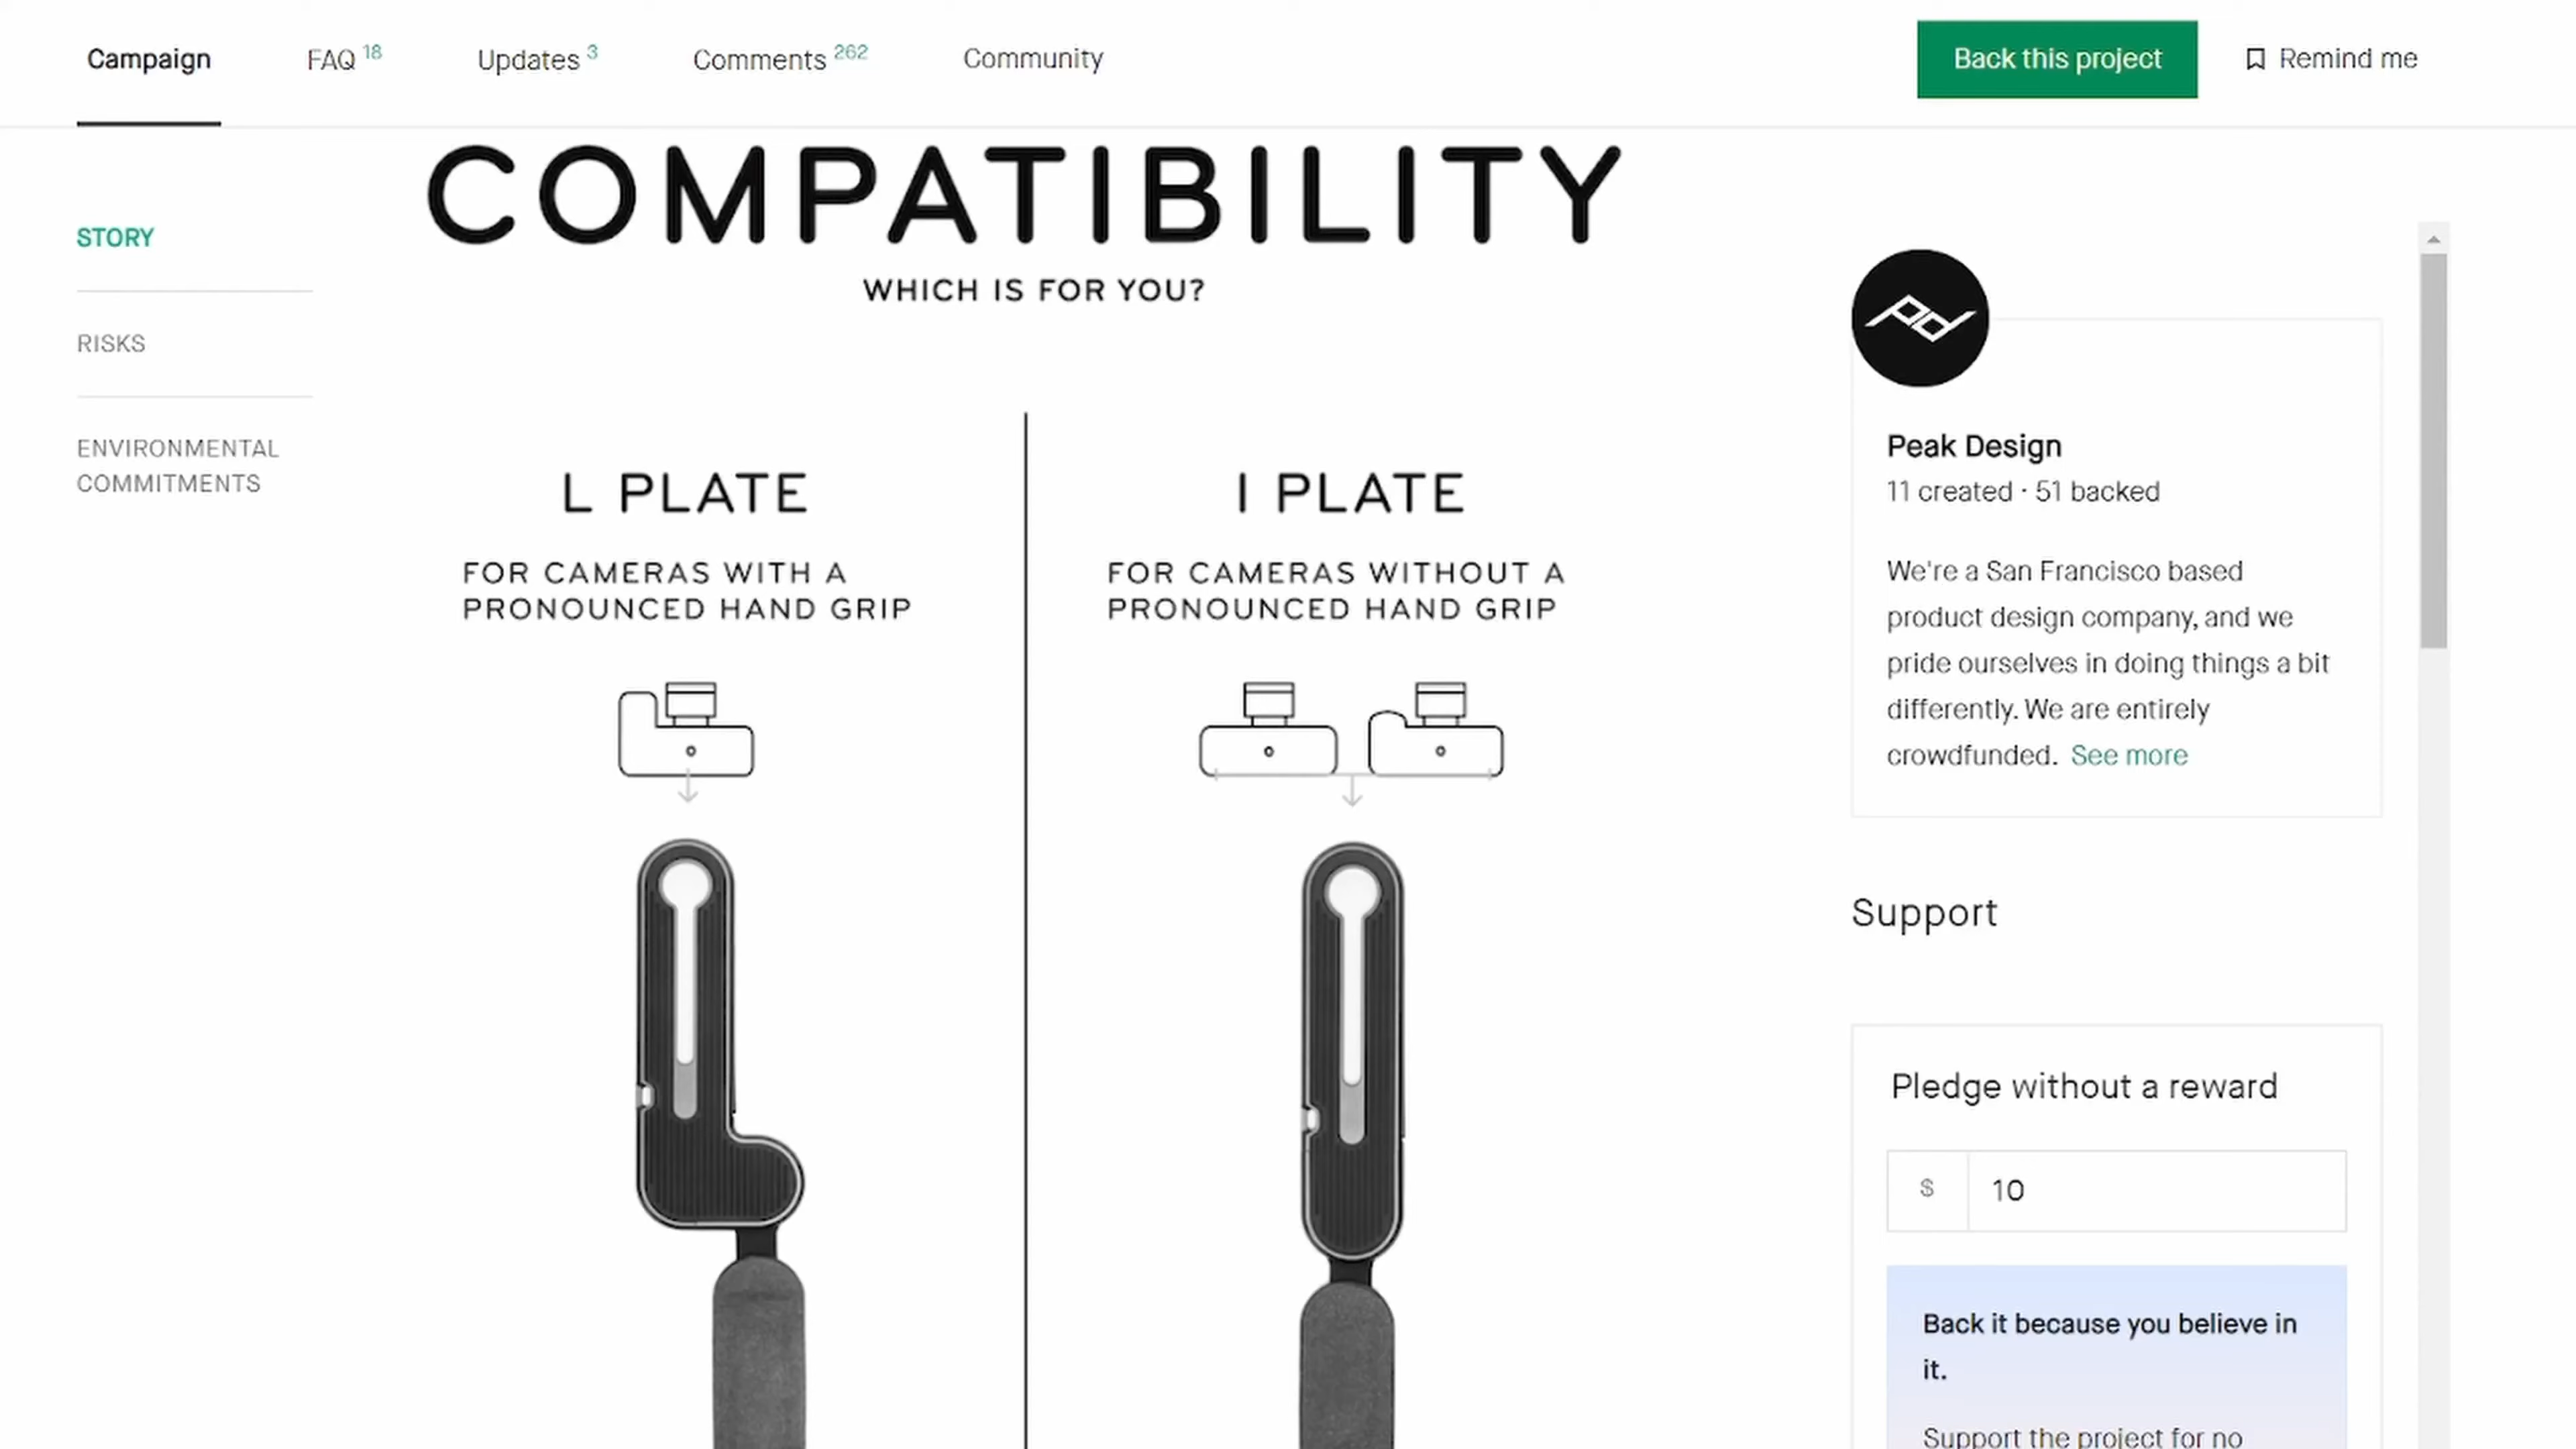 Campaign
FAQ 18
Updates 3
Comments 262
Community
Back this project
Remind me
COMPATIBILITY
WHICH IS FOR YOU?
STORY
RISKS
ENVIRONMENTAL
COMMITMENTS
L PLATE
FOR CAMERAS WITH A
PRONOUNCED HAND GRIP
I PLATE
FOR CAMERAS WITHOUT A
PRONOUNCED HAND GRIP
pd
Peak Design
11 created · 51 backed
We're a San Francisco based
product design company, and we
pride ourselves in doing things a bit
differently. We are entirely
crowdfunded. See more
Support
Pledge without a reward
$ 10
Back it because you believe in
it.
Support the project for no